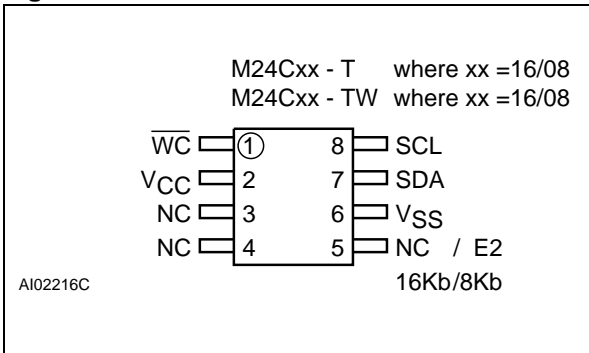 M24Cxx - T where xx =16/08
M24Cxx - TW where xx =16/08
WC 1 8 SCL
VCC 2 7 SDA
NC 3 6 VSS
NC 4 5 NC / E2
AI02216C 16Kb/8Kb